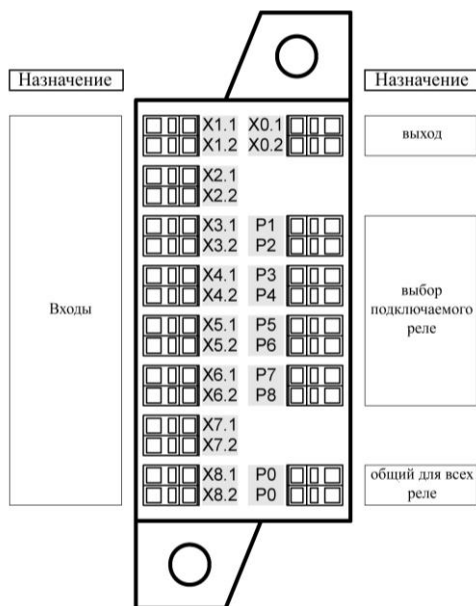 Назначение
Назначение
X1.1 X0.1
X1.2 X0.2
выход
X2.1
X2.2
X3.1 P1
X3.2 P2
X4.1 P3
X4.2 P4
Входы
выбор
подключаемого
реле
X5.1 P5
X5.2 P6
X6.1 P7
X6.2 P8
X7.1
X7.2
X8.1 P0
X8.2 P0
общий для всех
реле